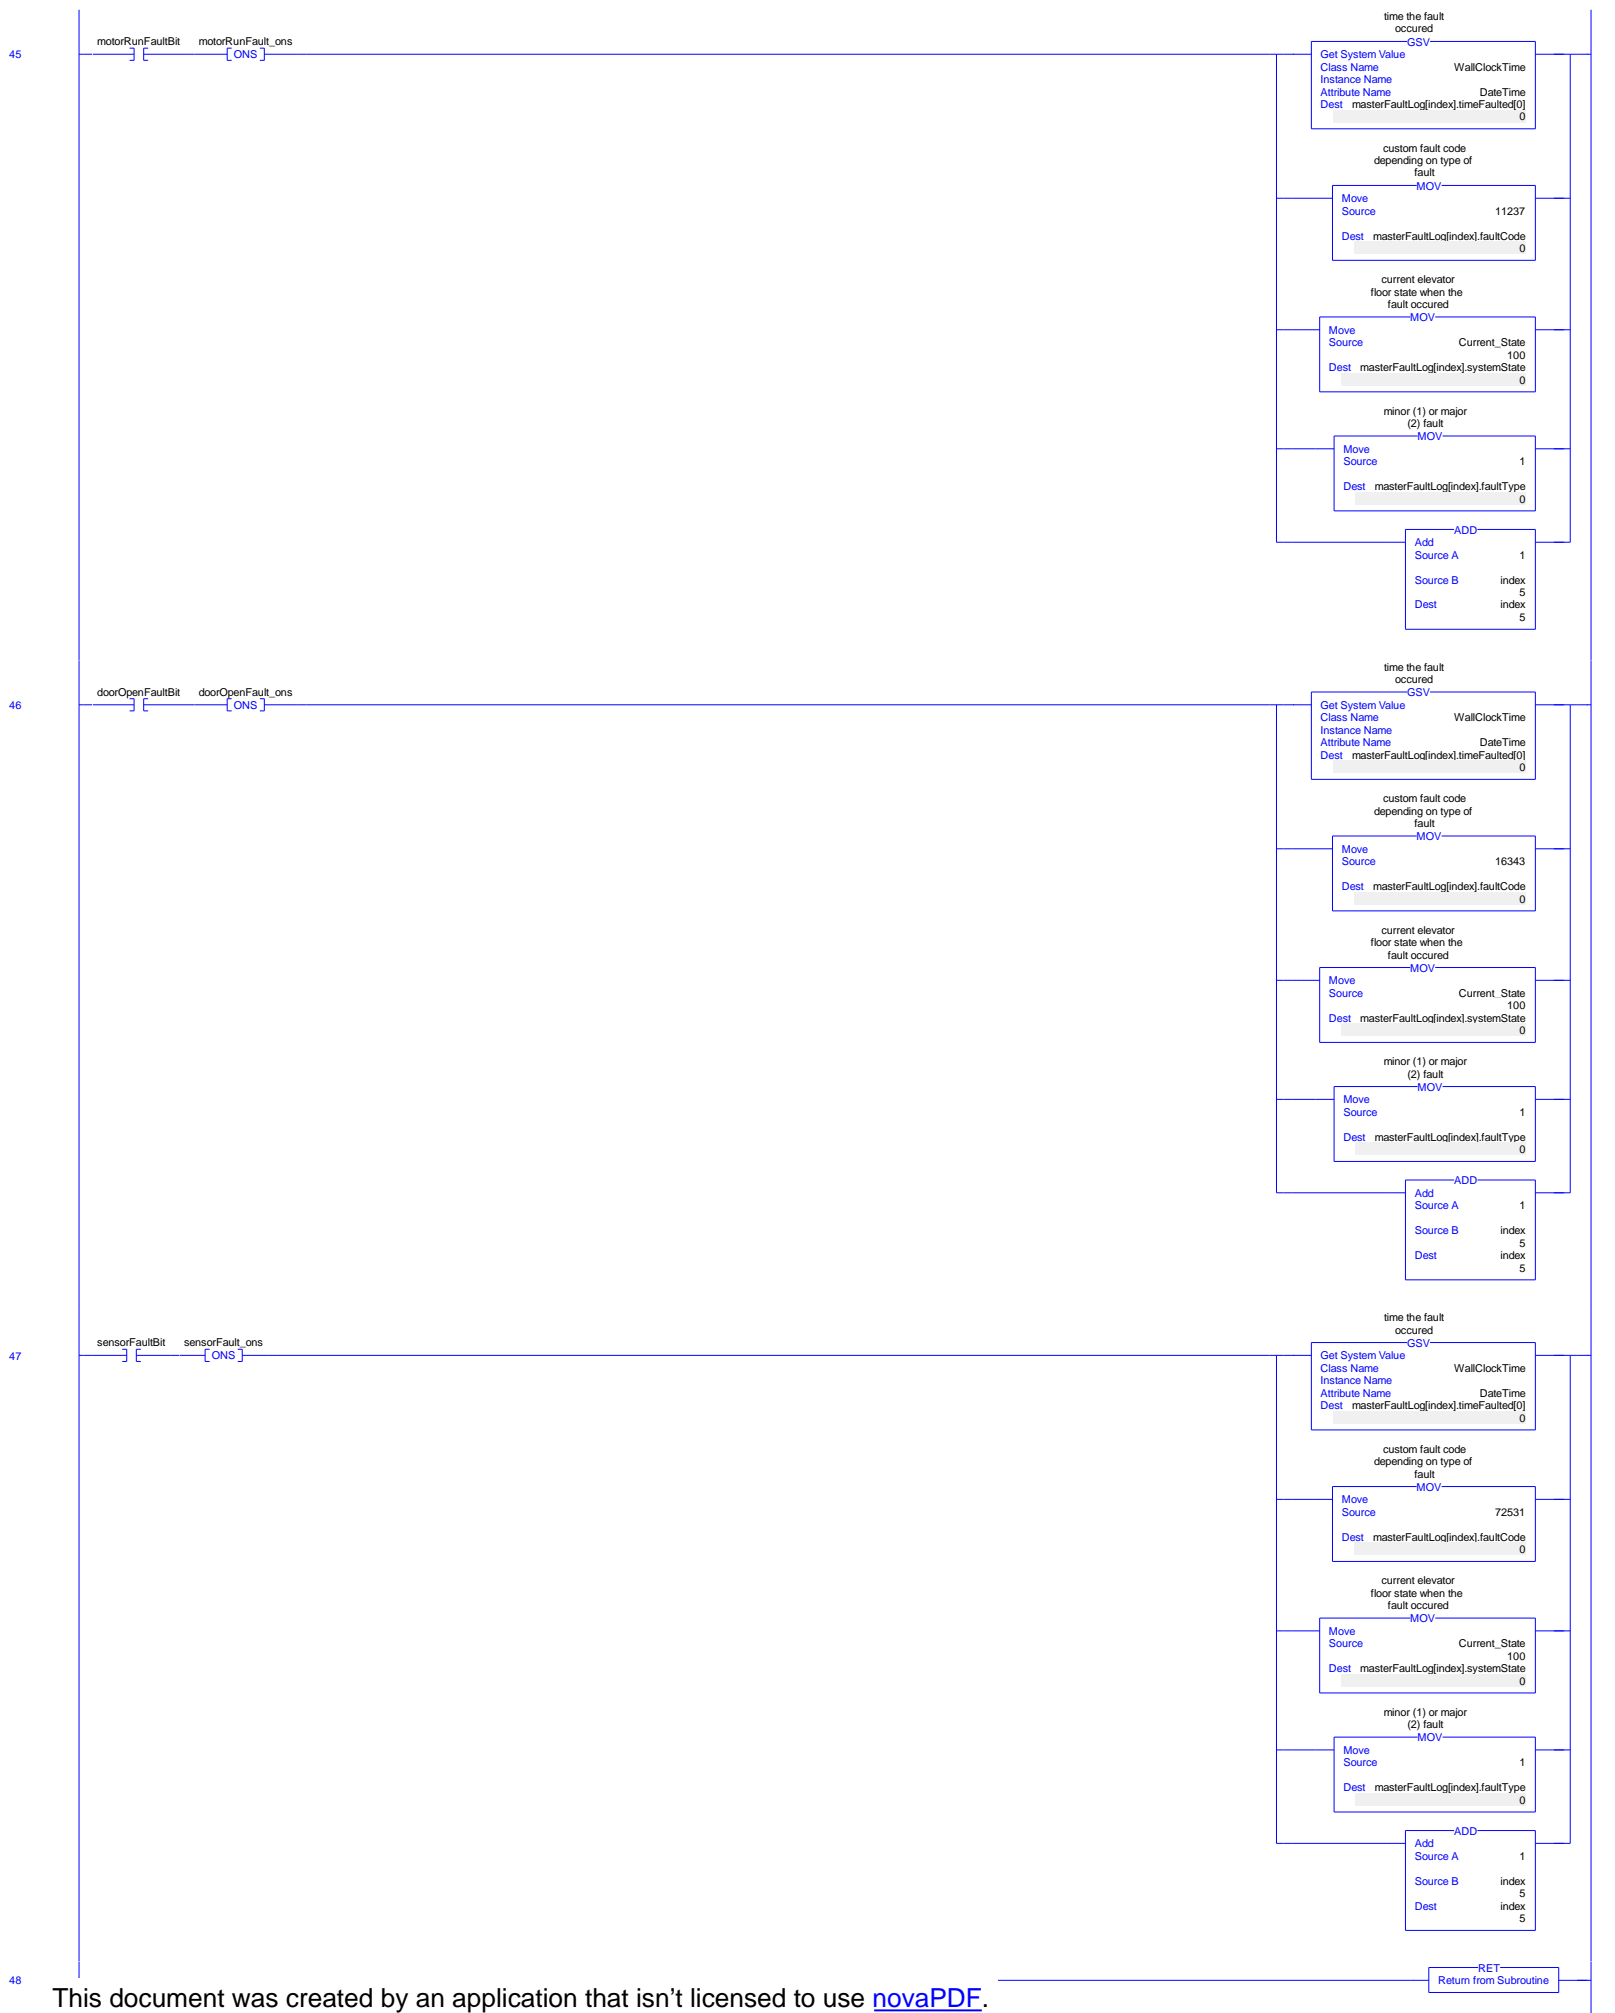 time the fault
occured
45
motorRunFaultBit motorRunFault_ons
GSV
ONS
Get System Value
Class Name WallClockTime
Instance Name
Attribute Name DateTime
Dest masterFaultLog[index].timeFaulted[0]
0
custom fault code
depending on type of
fault
MOV
Move
Source 11237
Dest masterFaultLog[index].faultCode
0
current elevator
floor state when the
fault occured
MOV
Move
Source Current_State
100
Dest masterFaultLog[index].systemState
0
minor (1) or major
(2) fault
MOV
Move
Source 1
Dest masterFaultLog[index].faultType
0
ADD
Add
Source A 1
Source B index
5
Dest index
5
time the fault
occured
46
doorOpenFaultBit doorOpenFault_ons
GSV
ONS
Get System Value
Class Name WallClockTime
Instance Name
Attribute Name DateTime
Dest masterFaultLog[index].timeFaulted[0]
0
custom fault code
depending on type of
fault
MOV
Move
Source 16343
Dest masterFaultLog[index].faultCode
0
current elevator
floor state when the
fault occured
MOV
Move
Source Current_State
100
Dest masterFaultLog[index].systemState
0
minor (1) or major
(2) fault
MOV
Move
Source 1
Dest masterFaultLog[index].faultType
0
ADD
Add
Source A 1
Source B index
5
Dest index
5
time the fault
occured
47
sensorFaultBit sensorFault_ons
GSV
ONS
Get System Value
Class Name WallClockTime
Instance Name
Attribute Name DateTime
Dest masterFaultLog[index].timeFaulted[0]
0
custom fault code
depending on type of
fault
MOV
Move
Source 72531
Dest masterFaultLog[index].faultCode
0
current elevator
floor state when the
fault occured
MOV
Move
Source Current_State
100
Dest masterFaultLog[index].systemState
0
minor (1) or major
(2) fault
MOV
Move
Source 1
Dest masterFaultLog[index].faultType
0
ADD
Add
Source A 1
Source B index
5
Dest index
5
48
RET
Return from Subroutine
This document was created by an application that isn't licensed to use novaPDF.